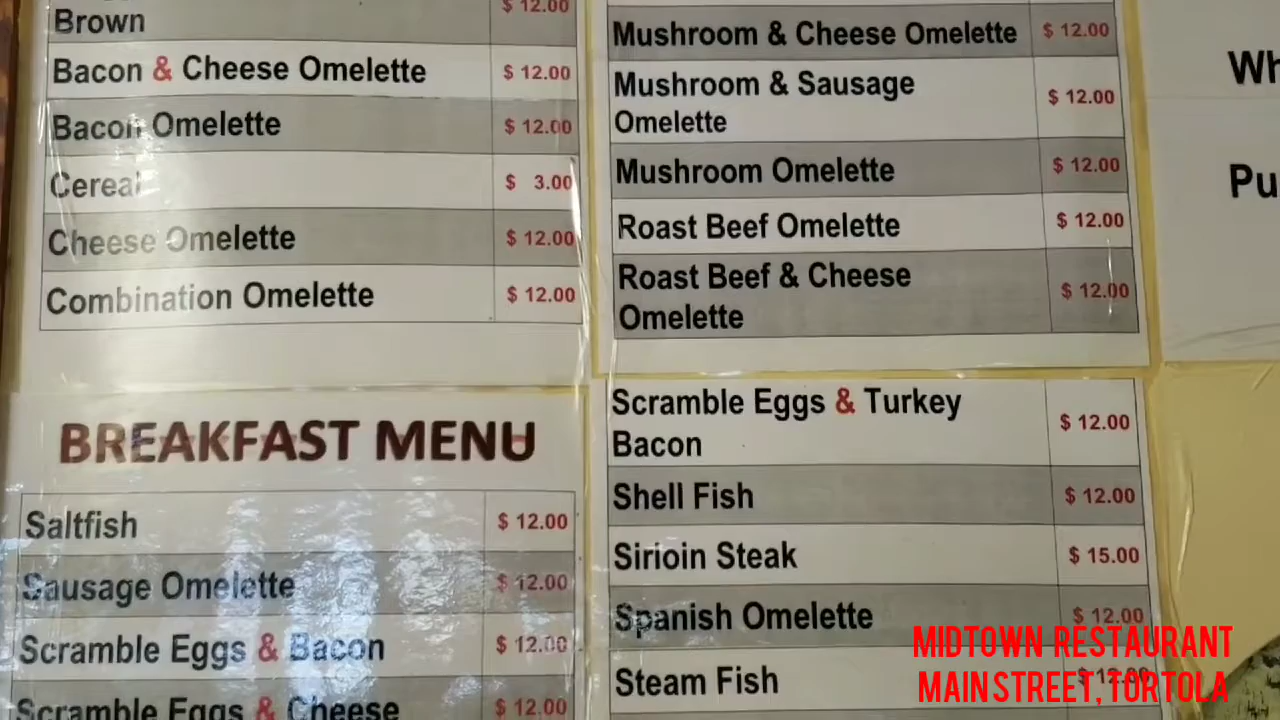 Brown $ 12.00
Bacon & Cheese Omelette $ 12.00
Bacon Omelette $ 12.00
Cereal $ 3.00
Cheese Omelette $ 12.00
Combination Omelette $ 12.00
Mushroom & Cheese Omelette $ 12.00
Mushroom & Sausage $ 12.00
Omelette
Mushroom Omelette $ 12.00
Roast Beef Omelette $ 12.00
Roast Beef & Cheese $ 12.00
Omelette
BREAKFAST MENU
Saltfish $ 12.00
Sausage Omelette $ 12.00
Scramble Eggs & Bacon $ 12.00
Scramble Eggs & Cheese $ 12.00
Scramble Eggs & Turkey $ 12.00
Bacon
Shell Fish $ 12.00
Sirioin Steak $ 15.00
Spanish Omelette $ 12.00
Steam Fish $ 12.00
MIDTOWN RESTAURANT
MAIN STREET, TORTOLA